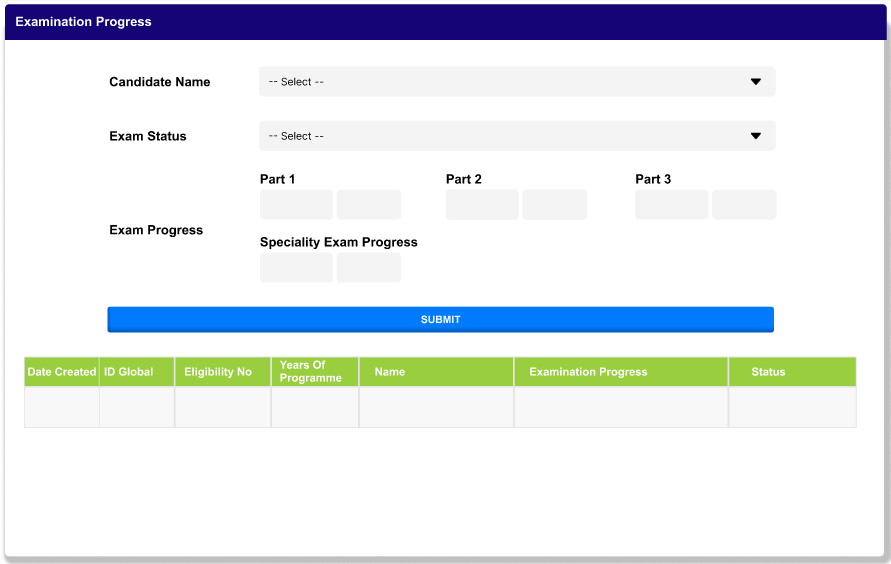 Examination Progress
Candidate Name
-- Select --
Exam Status
-- Select --
Part 1
Part 2
Part 3
Exam Progress
Speciality Exam Progress
SUBMIT
Date Created
ID Global
Eligibility No
Years Of
Programme
Name
Examination Progress
Status